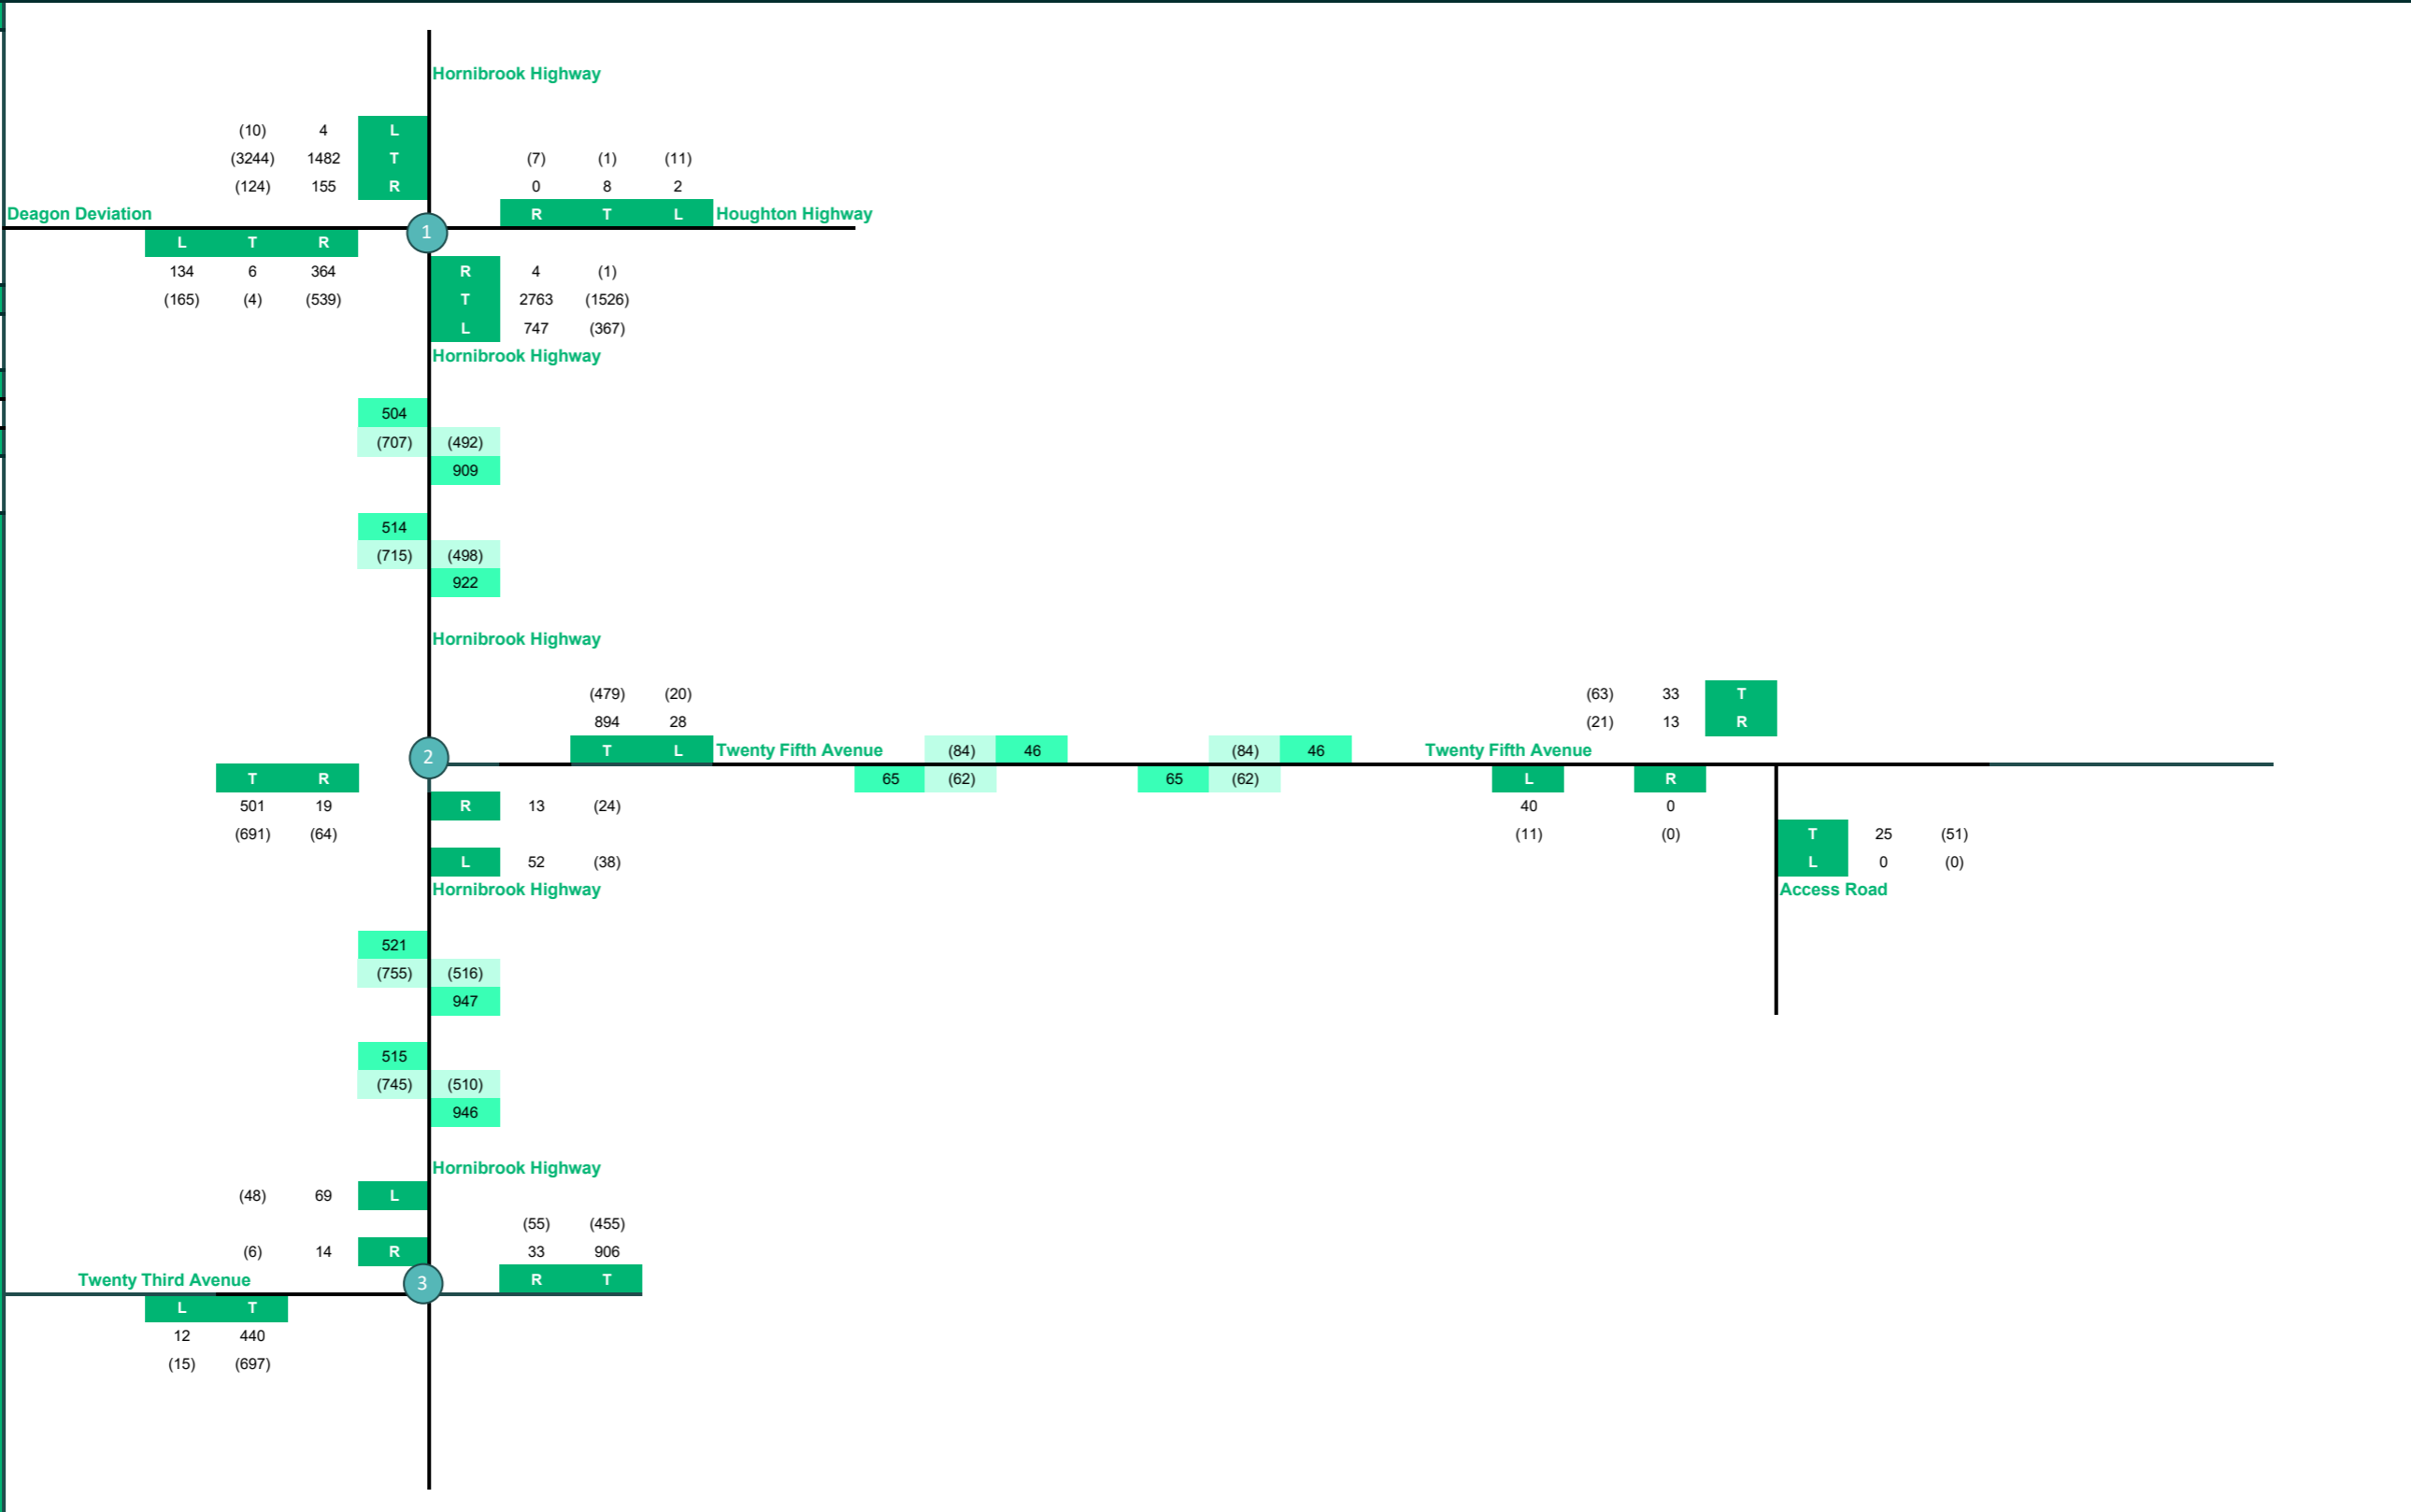 Hornibrook Highway
(10) 4 L
(3244) 1482 T (7) (1) (11)
(124) 155 R 0 8 2
Deagon Deviation R T L Houghton Highway
1
L T R
134 6 364 R 4 (1)
(165) (4) (539) T 2763 (1526)
L 747 (367)
Hornibrook Highway
504
(707) (492)
909
514
(715) (498)
922
Hornibrook Highway
(479) (20) (63) 33 T
894 28 (21) 13 R
T L Twenty Fifth Avenue (84) 46 (84) 46 Twenty Fifth Avenue
2
T R 65 (62) 65 (62) L R
501 19 R 13 (24) 40 0
(691) (64) (11) (0) T 25 (51)
L 52 (38) L 0 (0)
Hornibrook Highway Access Road
521
(755) (516)
947
515
(745) (510)
946
Hornibrook Highway
(48) 69 L
(55) (455)
(6) 14 R 33 906
Twenty Third Avenue 3 R T
L T
12 440
(15) (697)